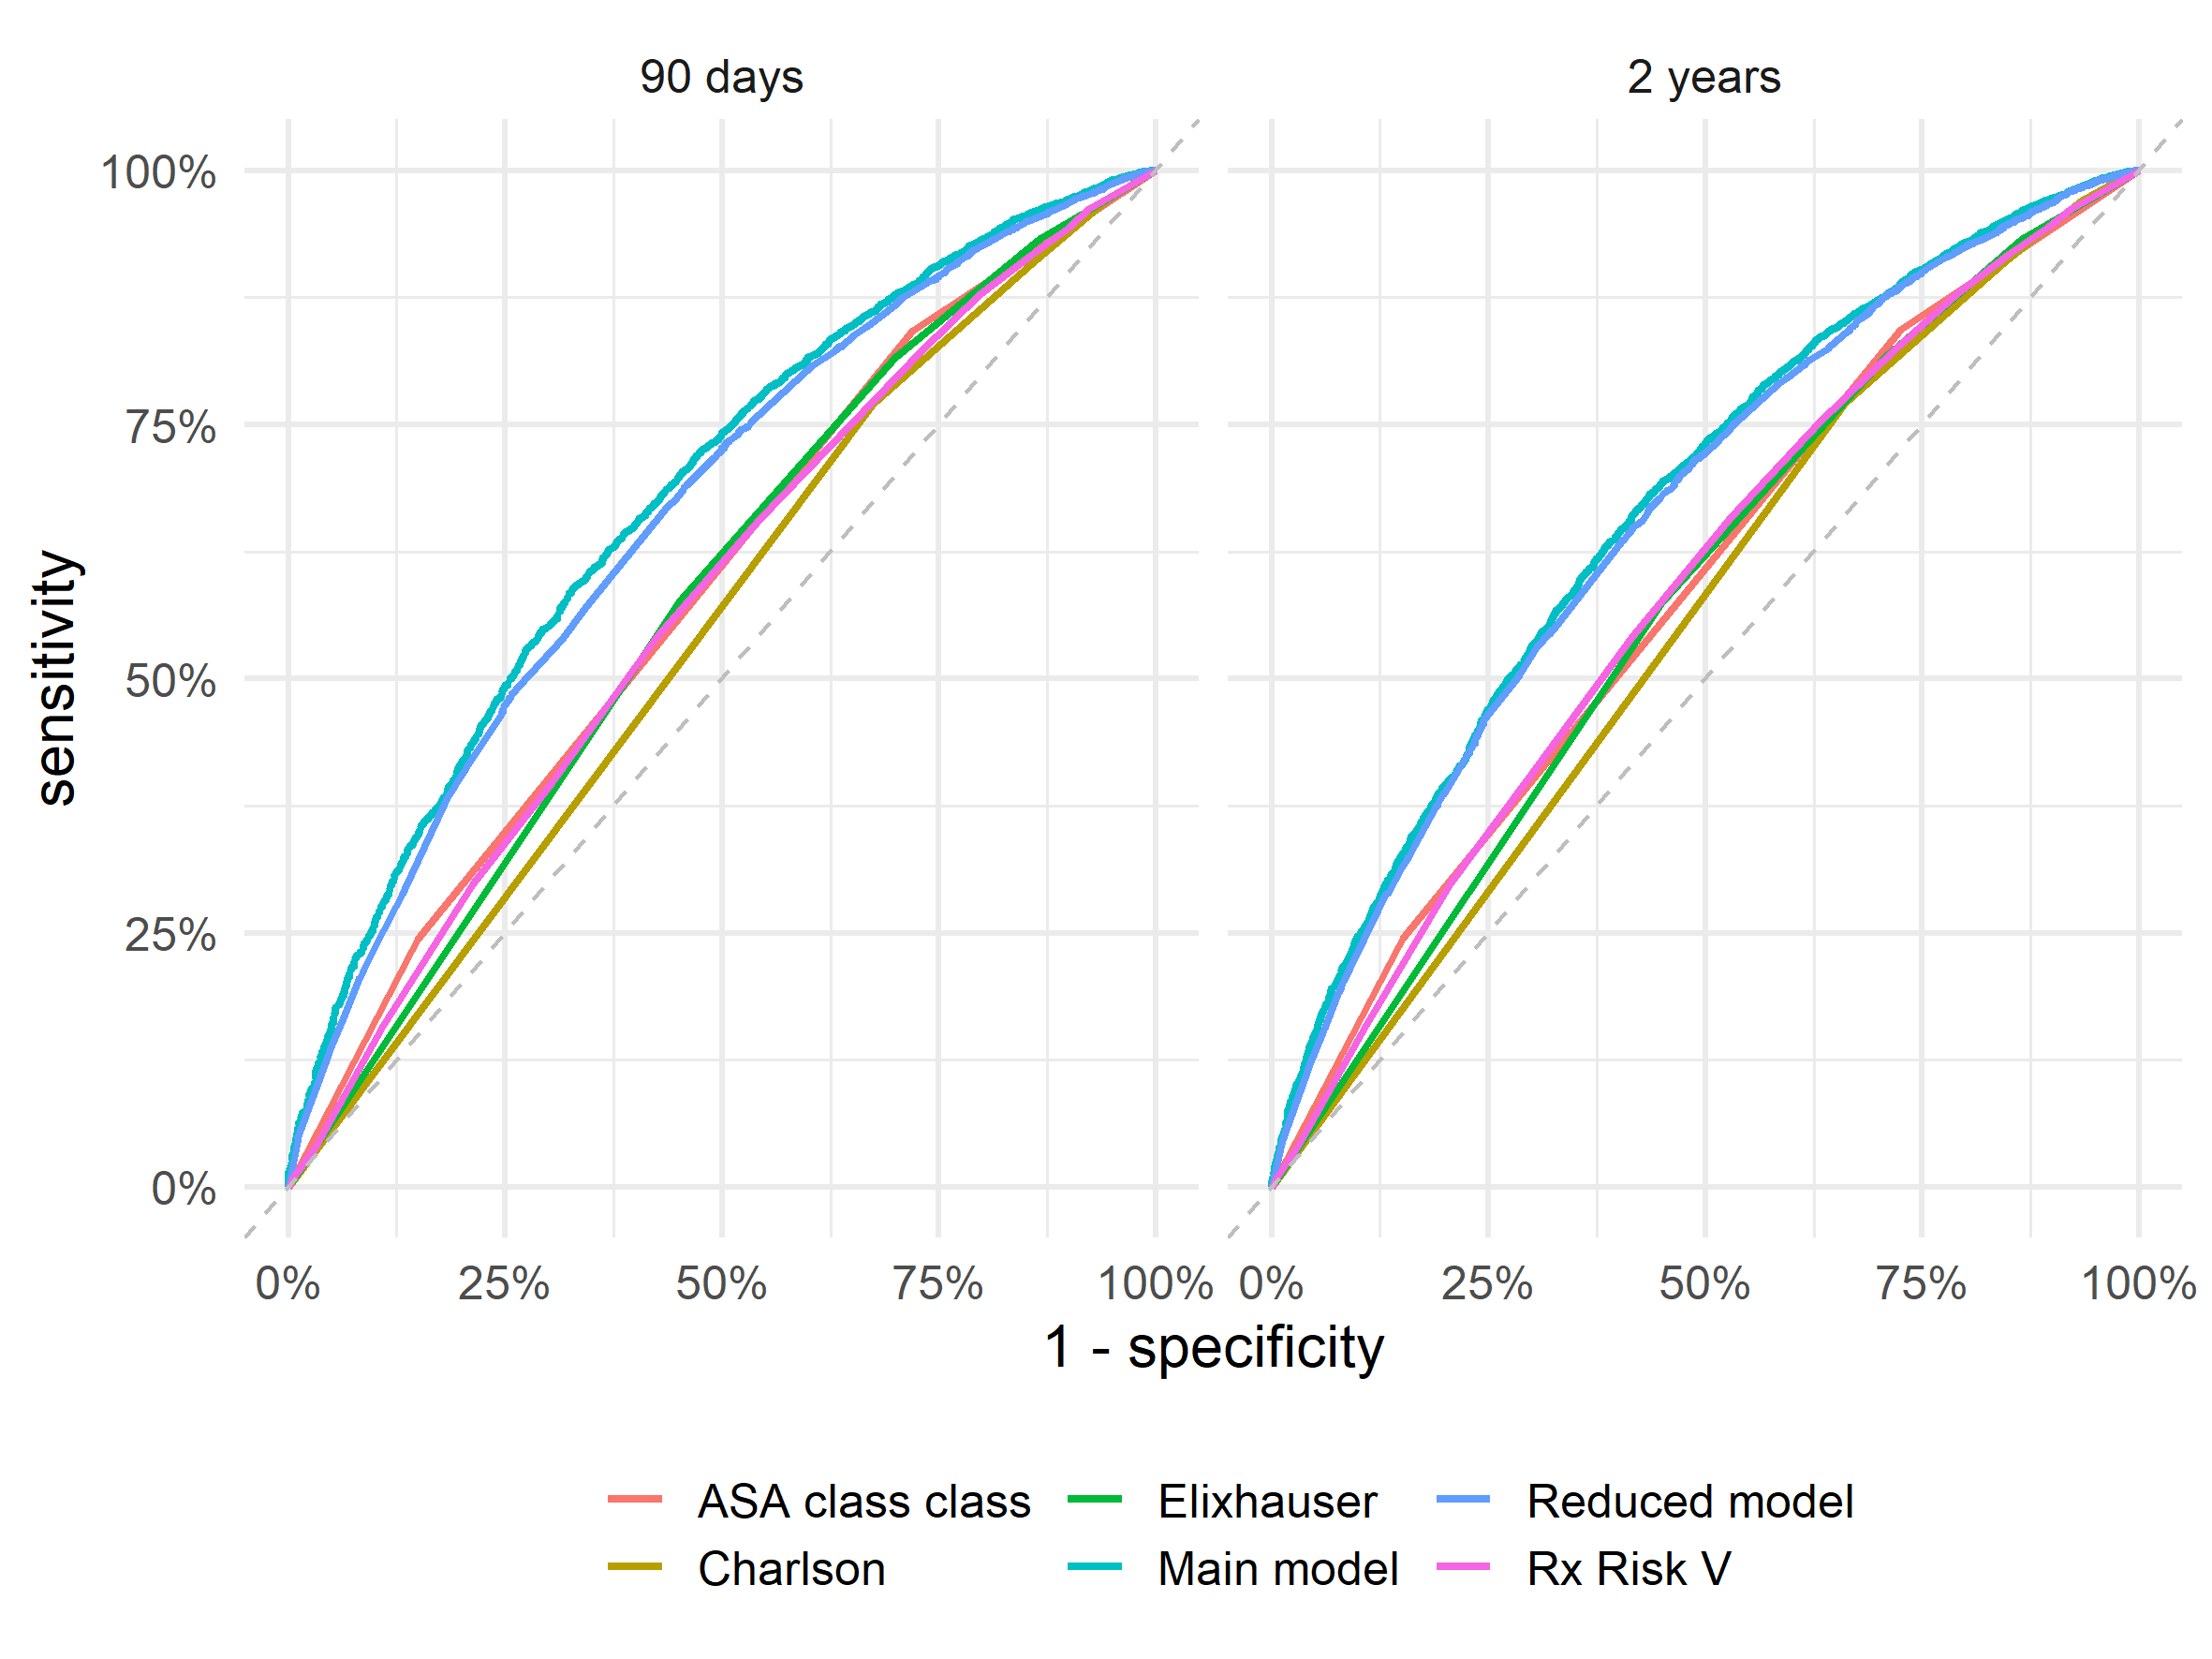 90 days 2 years
100%
75%
50%
25%
0%
sensitivity
0% 25% 50% 75% 100% 0% 25% 50% 75% 100%
1 - specificity
ASA class class Elixhauser Reduced model
Charlson Main model Rx Risk V